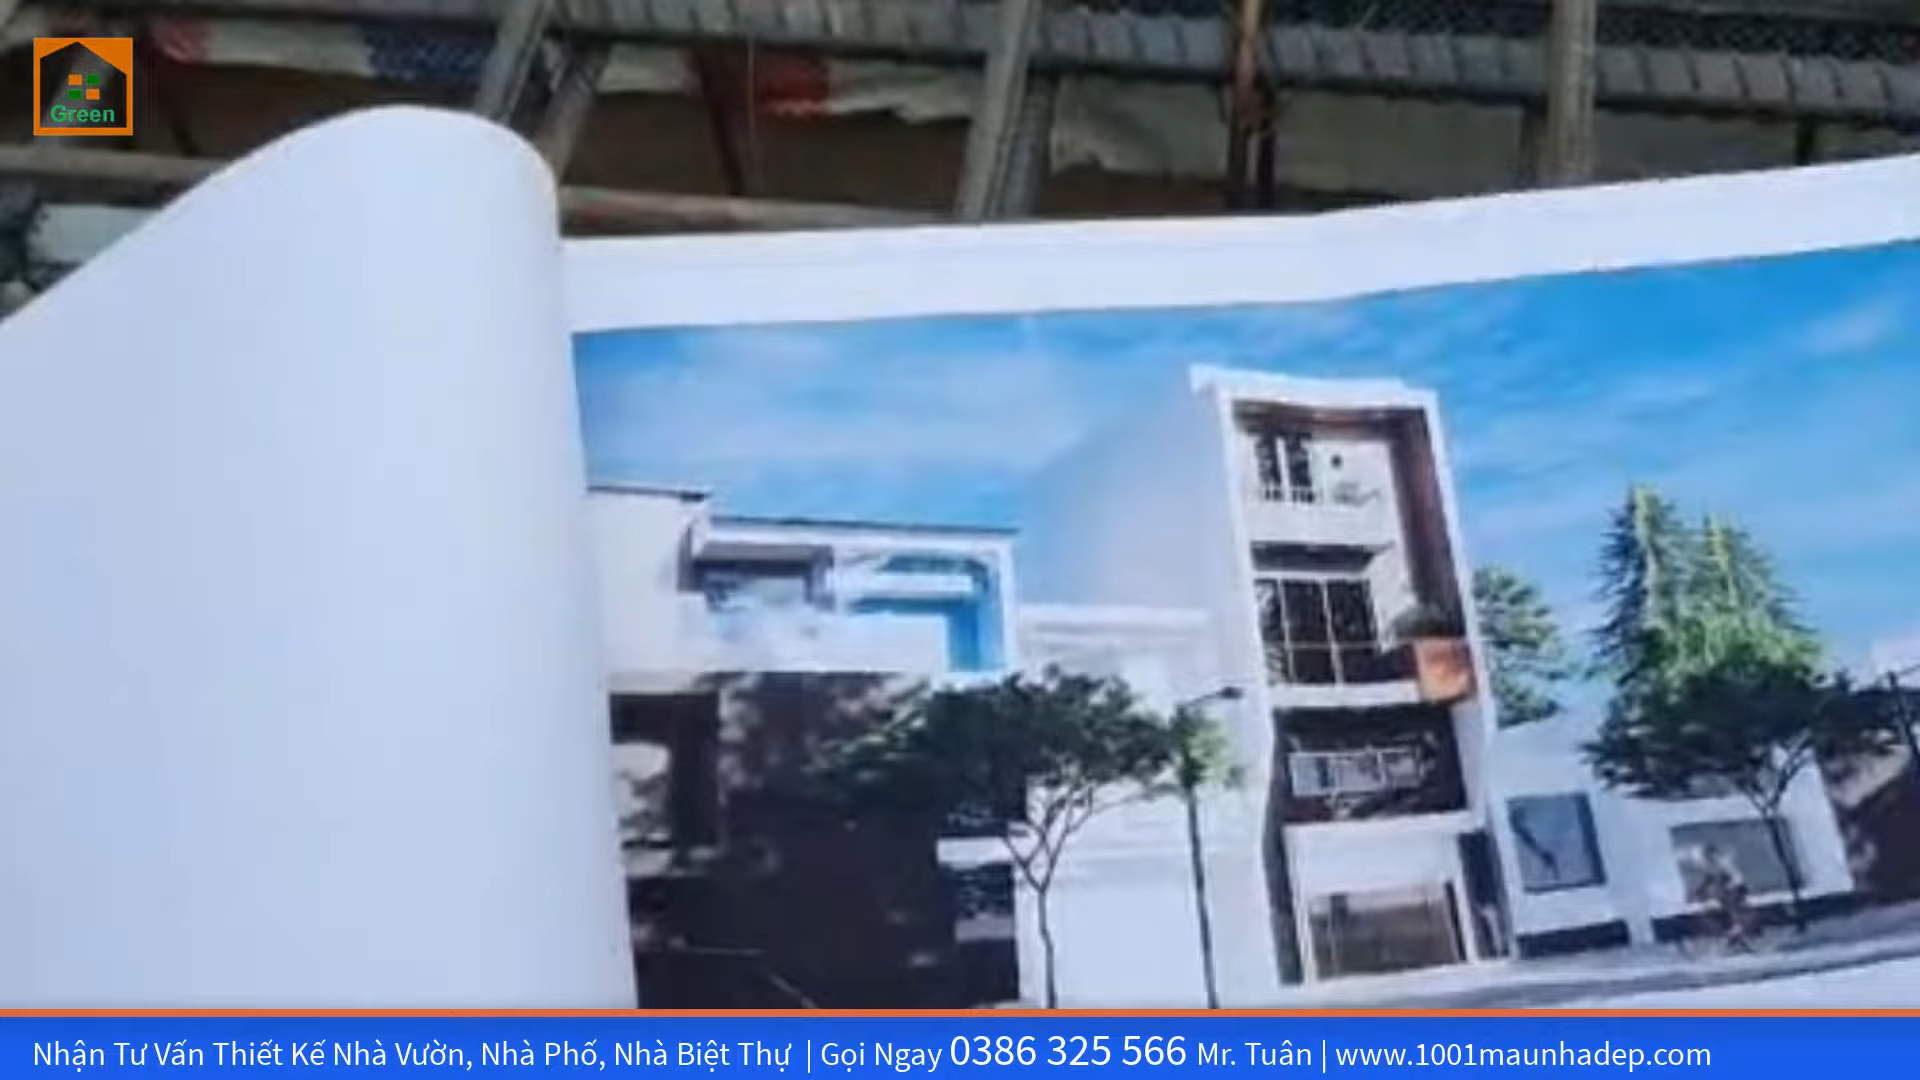 Green
Nhận Tư Vấn Thiết Kế Nhà Vườn, Nhà Phố, Nhà Biệt Thự | Gọi Ngay 0386 325 566 Mr. Tuân | www.1001maunhadep.com